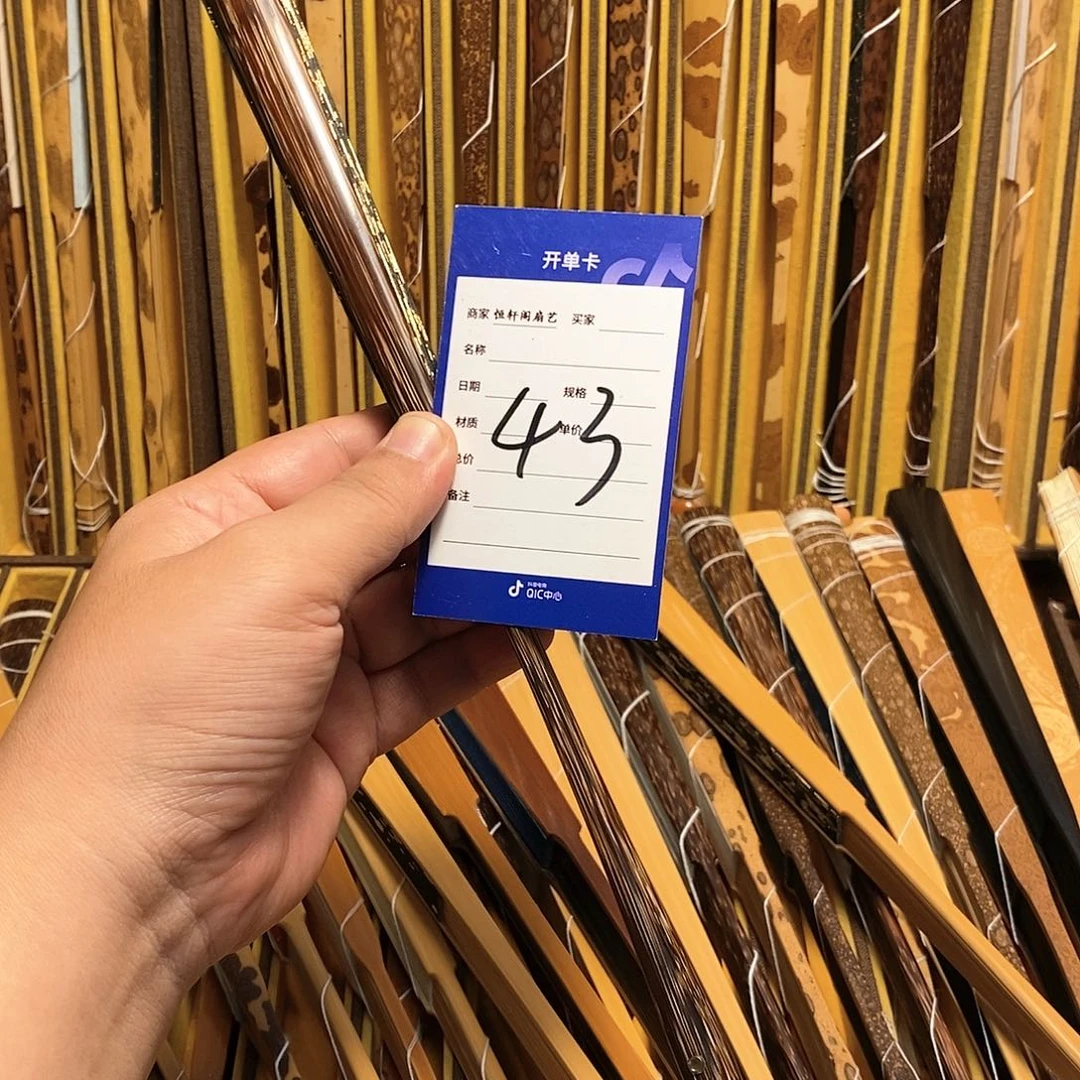 开单卡
商家 恒轩阁扇艺 买家
名称
日期 规格
材质 单价
总价
备注
43
抖音电商
QIC中心